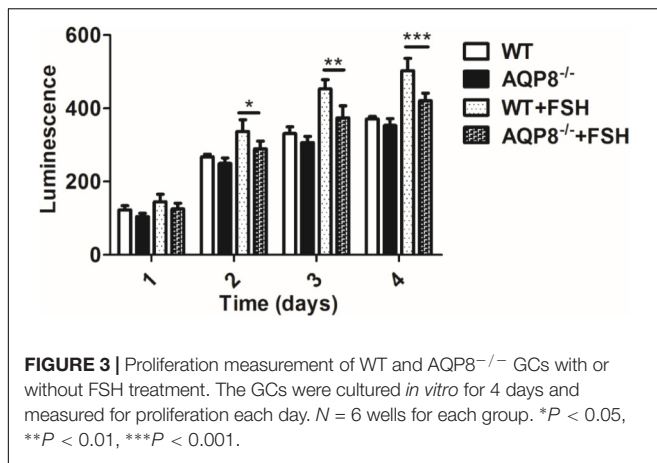 600
400
200
0
Luminescence
*
**
***
1
2
3
4
Time (days)
WT
AQP8-/-
WT+FSH
AQP8-/-+FSH
FIGURE 3 | Proliferation measurement of WT and AQP8−/− GCs with or
without FSH treatment. The GCs were cultured in vitro for 4 days and
measured for proliferation each day. N = 6 wells for each group. *P < 0.05,
**P < 0.01, ***P < 0.001.